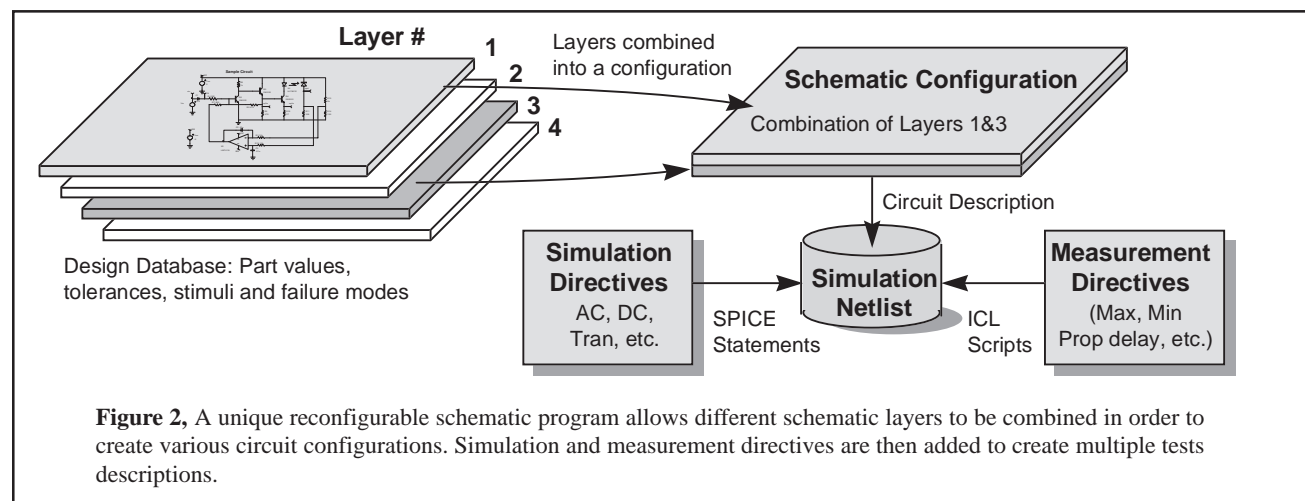 Layer #
1
2
3
4
Sample Circuit
Layers combined
into a configuration
Schematic Configuration
Combination of Layers 1&3
Circuit Description
Design Database: Part values,
tolerances, stimuli and failure modes
Simulation
Directives
AC, DC,
Tran, etc.
SPICE
Statements
Simulation
Netlist
ICL
Scripts
Measurement
Directives
(Max, Min
Prop delay, etc.)
Figure 2, A unique reconfigurable schematic program allows different schematic layers to be combined in order to
create various circuit configurations. Simulation and measurement directives are then added to create multiple tests
descriptions.